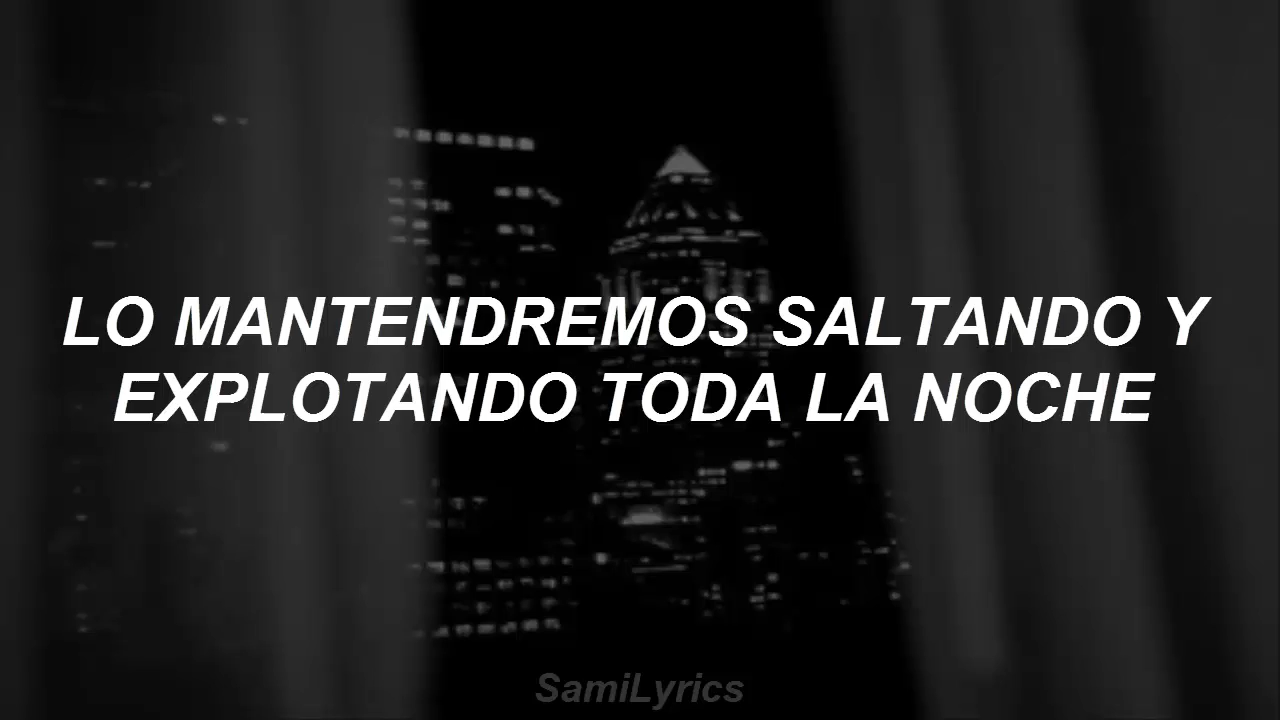 LO MANTENDREMOS SALTANDO Y
EXPLOTANDO TODA LA NOCHE
SamiLyrics